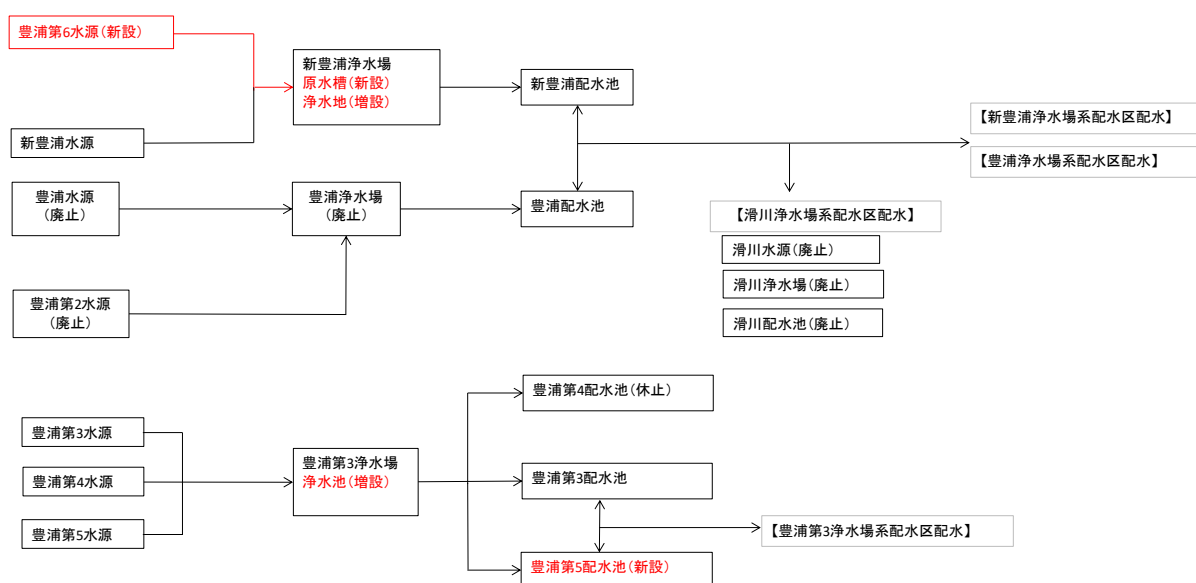 豊浦第6水源(新設)
新豊浦浄水場
原水槽(新設)
浄水地(増設)
新豊浦配水池
新豊浦水源
【新豊浦浄水場系配水区配水】
【豊浦浄水場系配水区配水】
豊浦水源
(廃止)
豊浦浄水場
(廃止)
豊浦配水池
【滑川浄水場系配水区配水】
滑川水源(廃止)
滑川浄水場(廃止)
滑川配水池(廃止)
豊浦第2水源
(廃止)
豊浦第4配水池(休止)
豊浦第3水源
豊浦第4水源
豊浦第5水源
豊浦第3浄水場
浄水池(増設)
豊浦第3配水池
【豊浦第3浄水場系配水区配水】
豊浦第5配水池(新設)